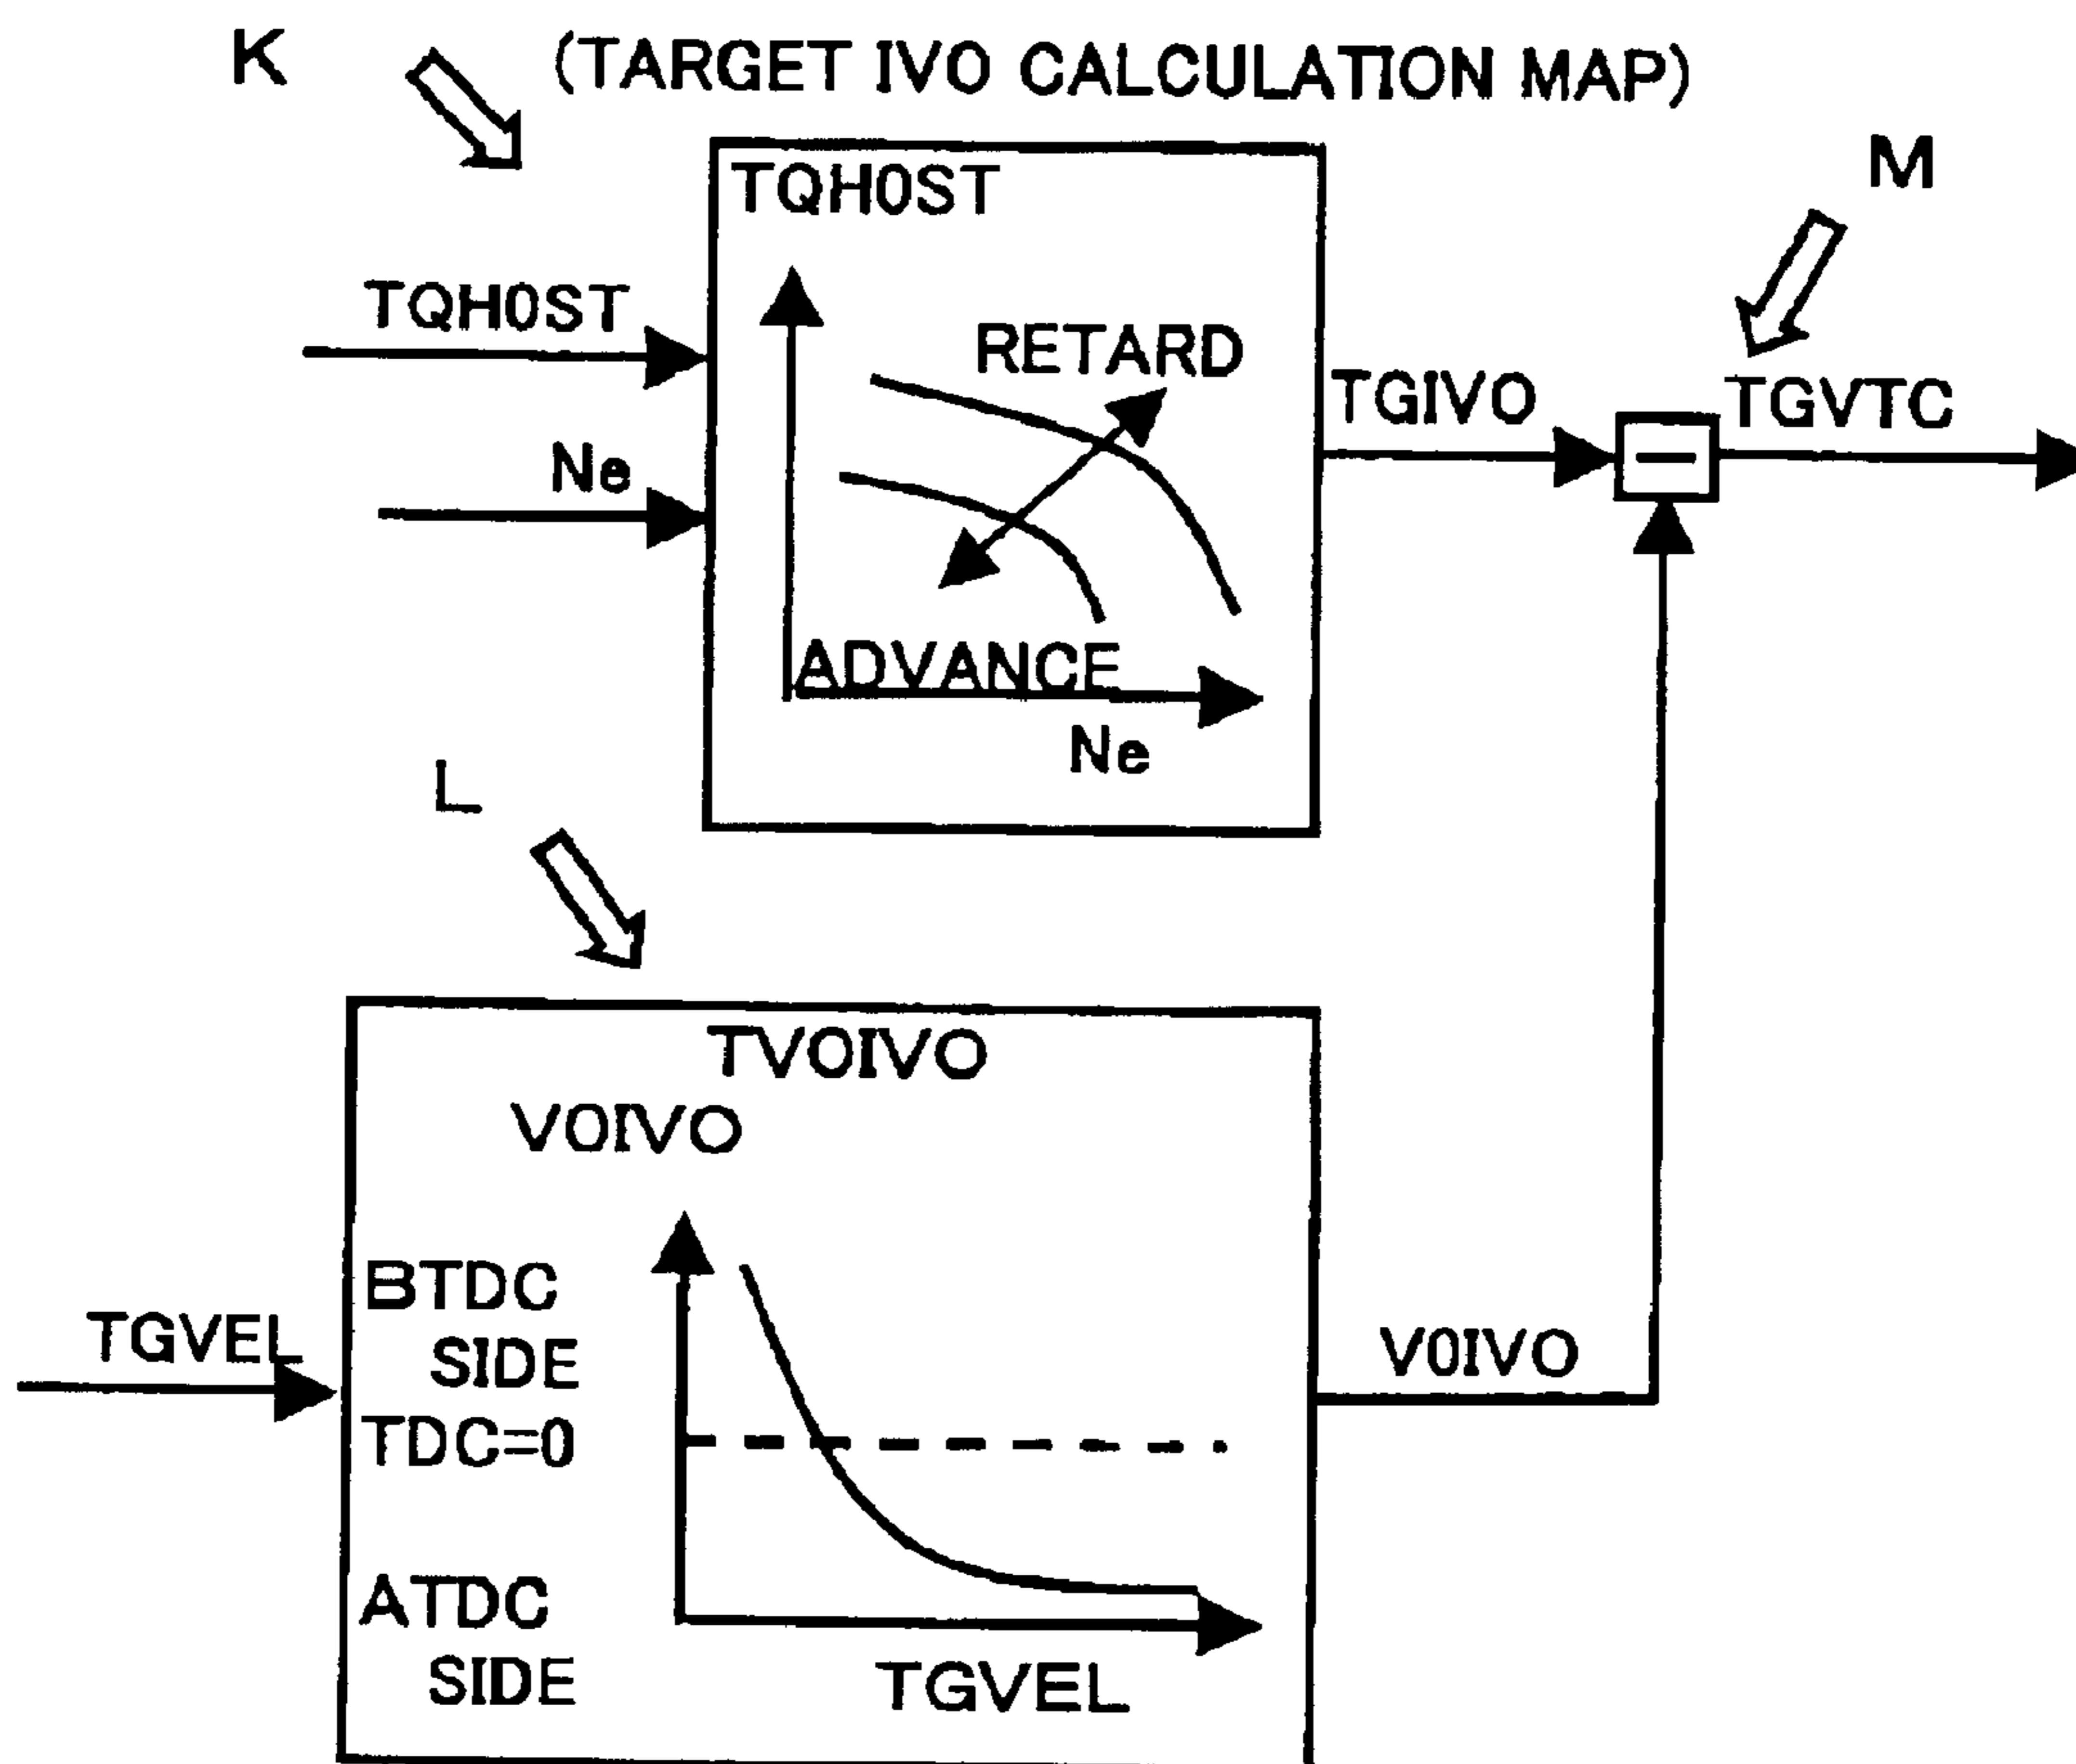 K
(TARGET IVO CALCULATION MAP)
M
TQH0ST
TQH0ST
RETARD
TGIVO
TGVTC
Ne
ADVANCE
Ne
L
TVOIVO
V0IVO
BTDC
SIDE
TGVEL
V0IVO
TDC=0
ATDC
SIDE
TGVEL